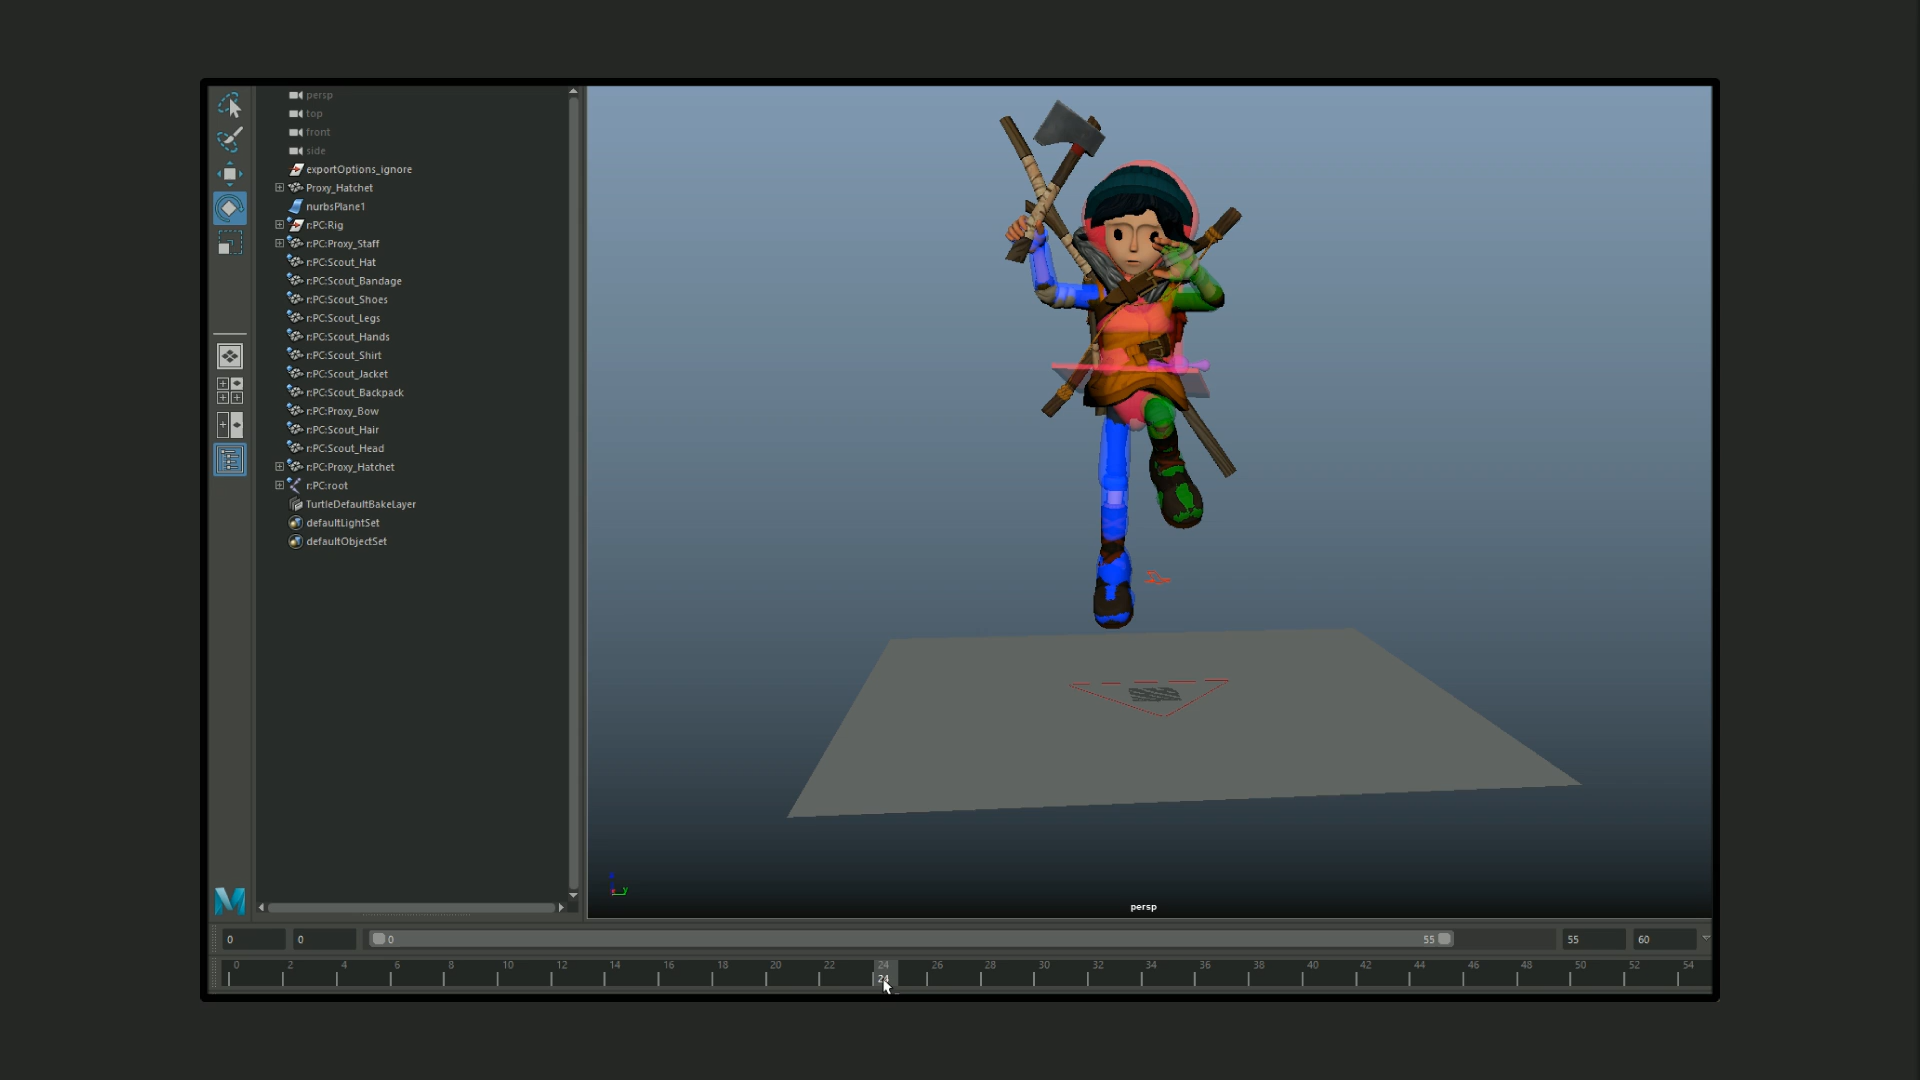 persp
top
front
side
exportOptions_ignore
Proxy_Hatchet
nurbsPlane1
r:PC:Rig
r:PC:Proxy_Staff
r:PC:Scout_Hat
r:PC:Scout_Bandage
r:PC:Scout_Shoes
r:PC:Scout_Legs
r:PC:Scout_Hands
r:PC:Scout_Shirt
r:PC:Scout_Jacket
r:PC:Scout_Backpack
r:PC:Proxy_Bow
r:PC:Scout_Hair
r:PC:Scout_Head
r:PC:Proxy_Hatchet
r:PC:root
TurtleDefaultBakeLayer
defaultLightSet
defaultObjectSet
y
persp
0 0 0 55 55 60
0 2 4 6 8 10 12 14 16 18 20 22 24 26 28 30 32 34 36 38 40 42 44 46 48 50 52 54
24